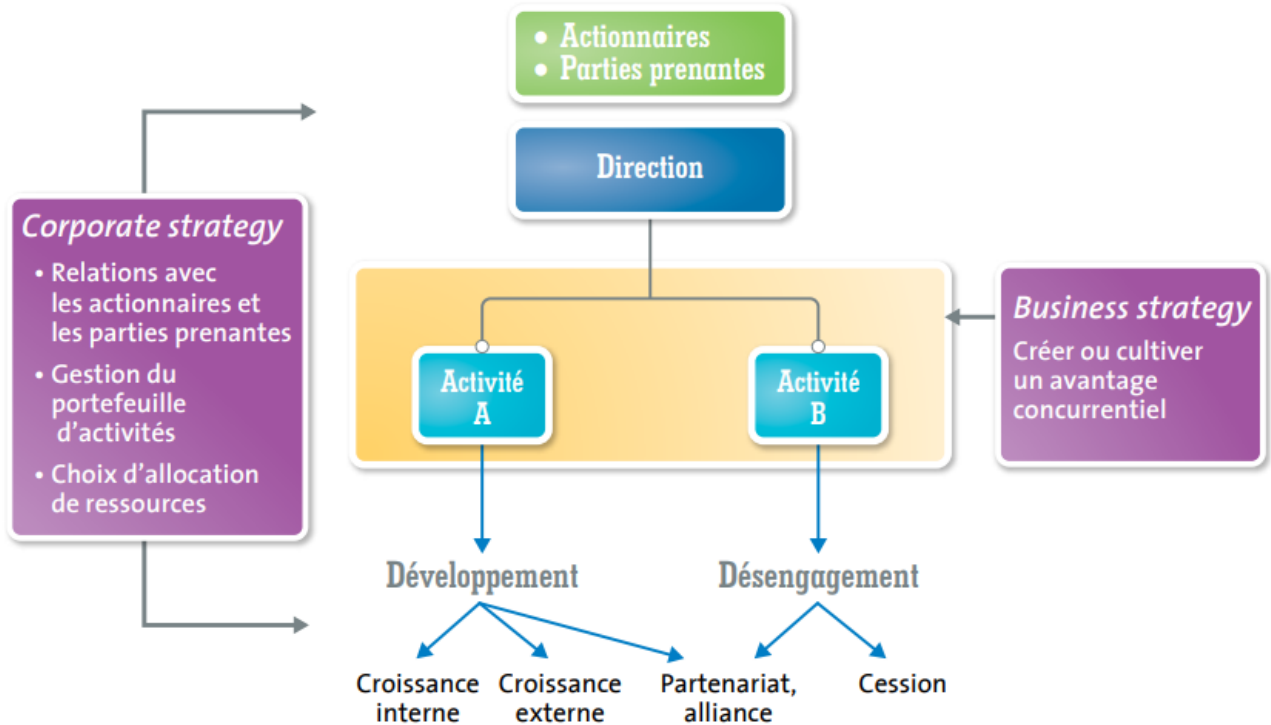 • Actionnaires
• Parties prenantes
Direction
Corporate strategy
• Relations avec
les actionnaires et
les parties prenantes
• Gestion du
portefeuille
d'activités
• Choix d'allocation
de ressources
Activité
A
Activité
B
Business strategy
Créer ou cultiver
un avantage
concurrentiel
Développement
Désengagement
Croissance
interne
Croissance
externe
Partenariat,
alliance
Cession